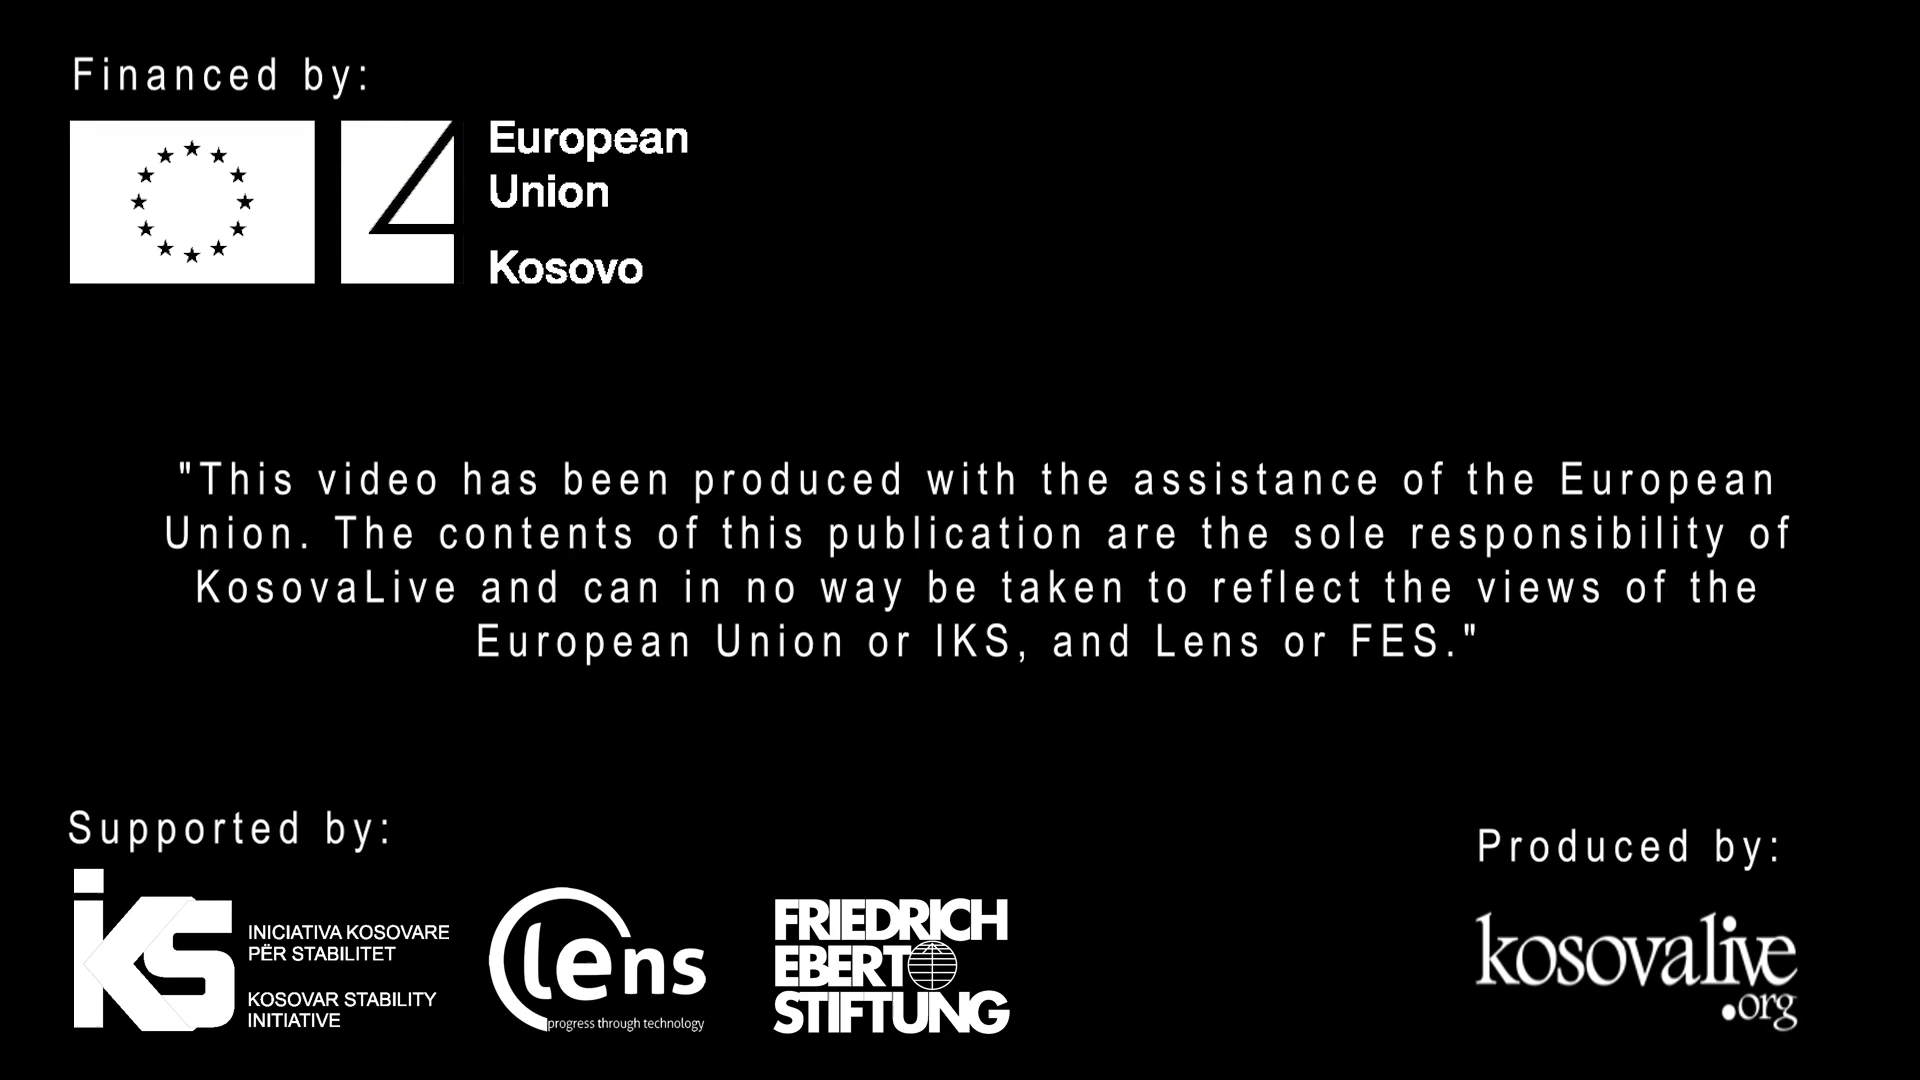 Financed by:
European
Union
Kosovo
"This video has been produced with the assistance of the European
Union. The contents of this publication are the sole responsibility of
KosovaLive and can in no way be taken to reflect the views of the
European Union or IKS, and Lens or FES."
Supported by:
iKS
INICIATIVA KOSOVARE
PËR STABILITET
KOSOVAR STABILITY
INITIATIVE
lens
progress through technology
FRIEDRICH
EBERT
STIFTUNG
Produced by:
kosovalive
.org